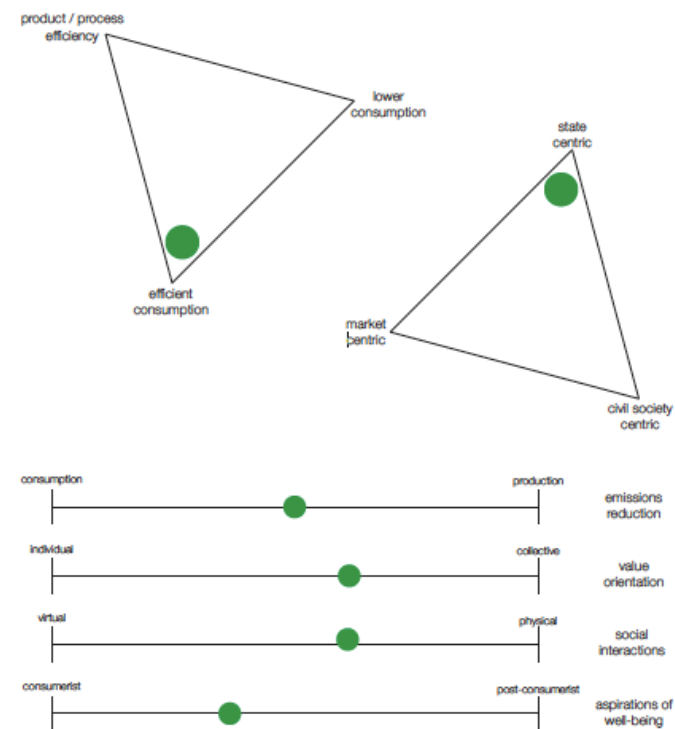 product / process
efficiency
lower
consumption
state
centric
efficient
consumption
market
centric
civil society
centric
consumption
production
emissions
reduction
individual
collective
value
orientation
virtual
physical
social
interactions
consumerist
post-consumerist
aspirations of
well-being